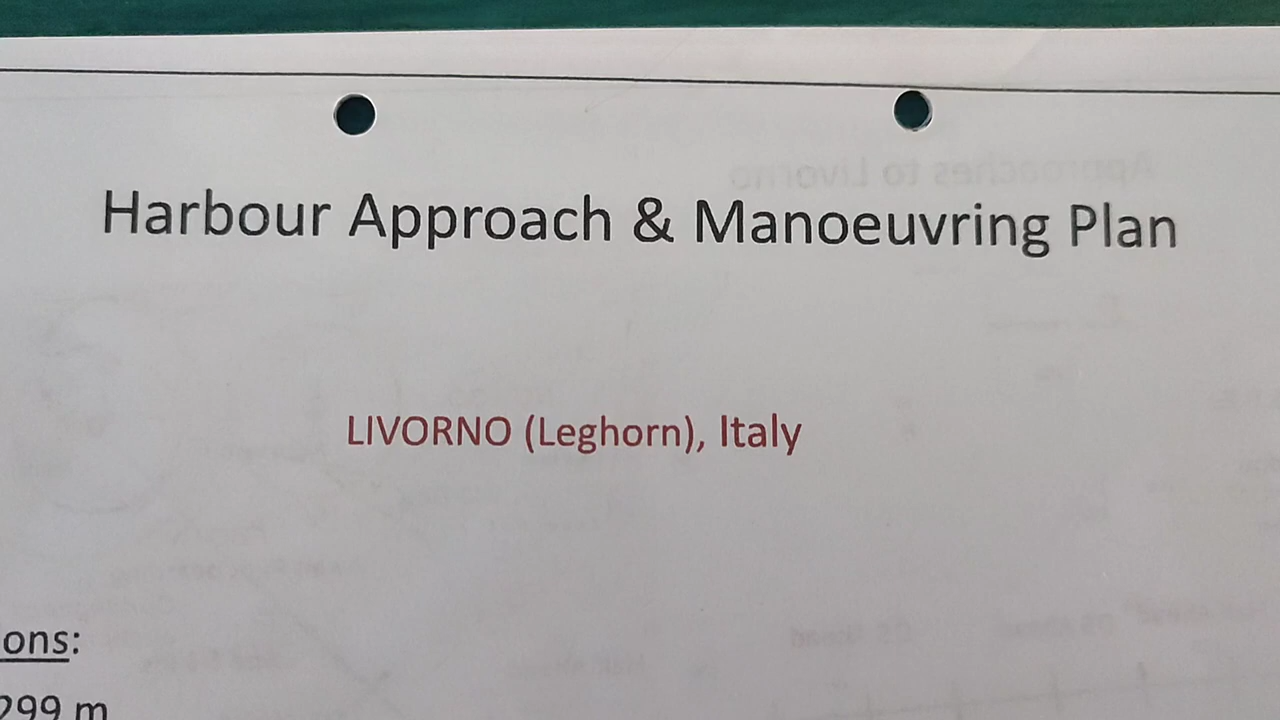 Harbour Approach & Manoeuvring Plan
LIVORNO (Leghorn), Italy
ons:
299 m